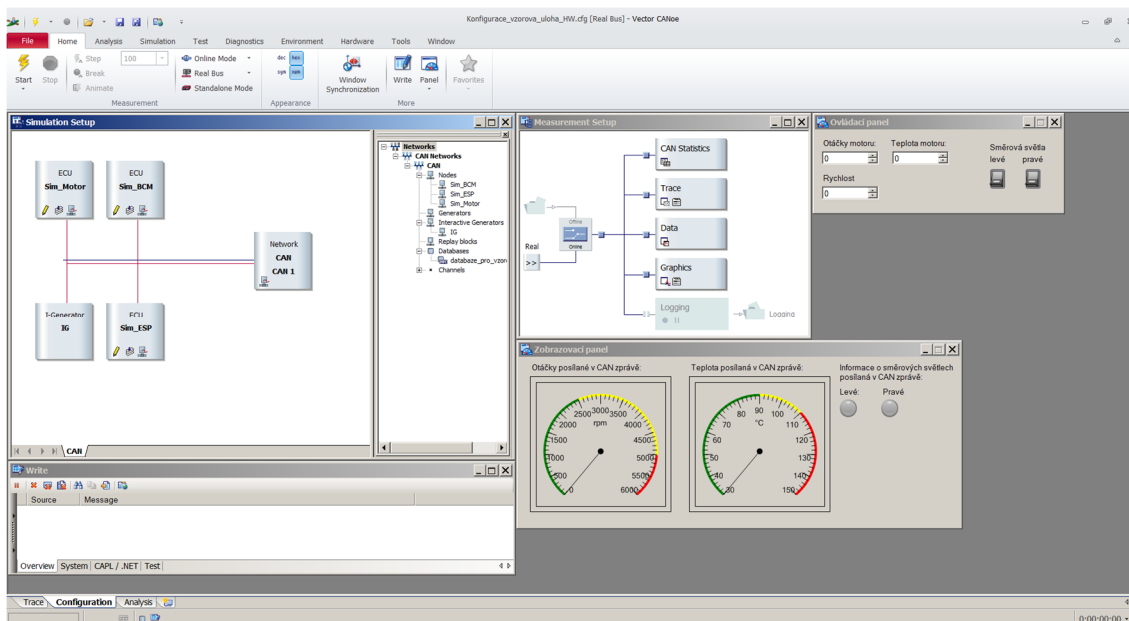 Konfigurace_vzorova_uloha_HW.cfg [Real Bus] - Vector CANoe
File Home Analysis Simulation Test Diagnostics Environment Hardware Tools Window
Start
Stop
Step 100
Break
Animate
Measurement
Online Mode
Real Bus
Standalone Mode
dec hex
sym num
Appearance
Window
Synchronization
Write
Panel
Favorites
More
Simulation Setup
ECU
Sim_Motor
ECU
Sim_BCM
Network
CAN
CAN 1
I-Generator
IG
ECU
Sim_ESP
CAN
Networks
CAN Networks
CAN
Nodes
Sim_BCM
Sim_ESP
Sim_Motor
Generators
Interactive Generators
IG
Replay blocks
Databases
databaze_pro_vzor
Channels
Measurement Setup
Real
>>
Offline
Online
CAN Statistics
Trace
Data
Graphics
Logging
Logging
Ovládací panel
Otáčky motoru:
0
Teplota motoru:
0
Rychlost
0
Směrová světla
levé pravé
Zobrazovací panel
Otáčky posílané v CAN zprávě:
0 500 1000 1500 2000 2500 3000 3500 4000 4500 5000 5500 6000
rpm
Teplota posílaná v CAN zprávě:
30 40 50 60 70 80 90 100 110 120 130 140 150
°C
Informace o směrových světlech
posílaná v CAN zprávě:
Levé: Pravé
Write
Source Message
Overview System CAPL / .NET Test
Trace Configuration Analysis
0:00:00:00